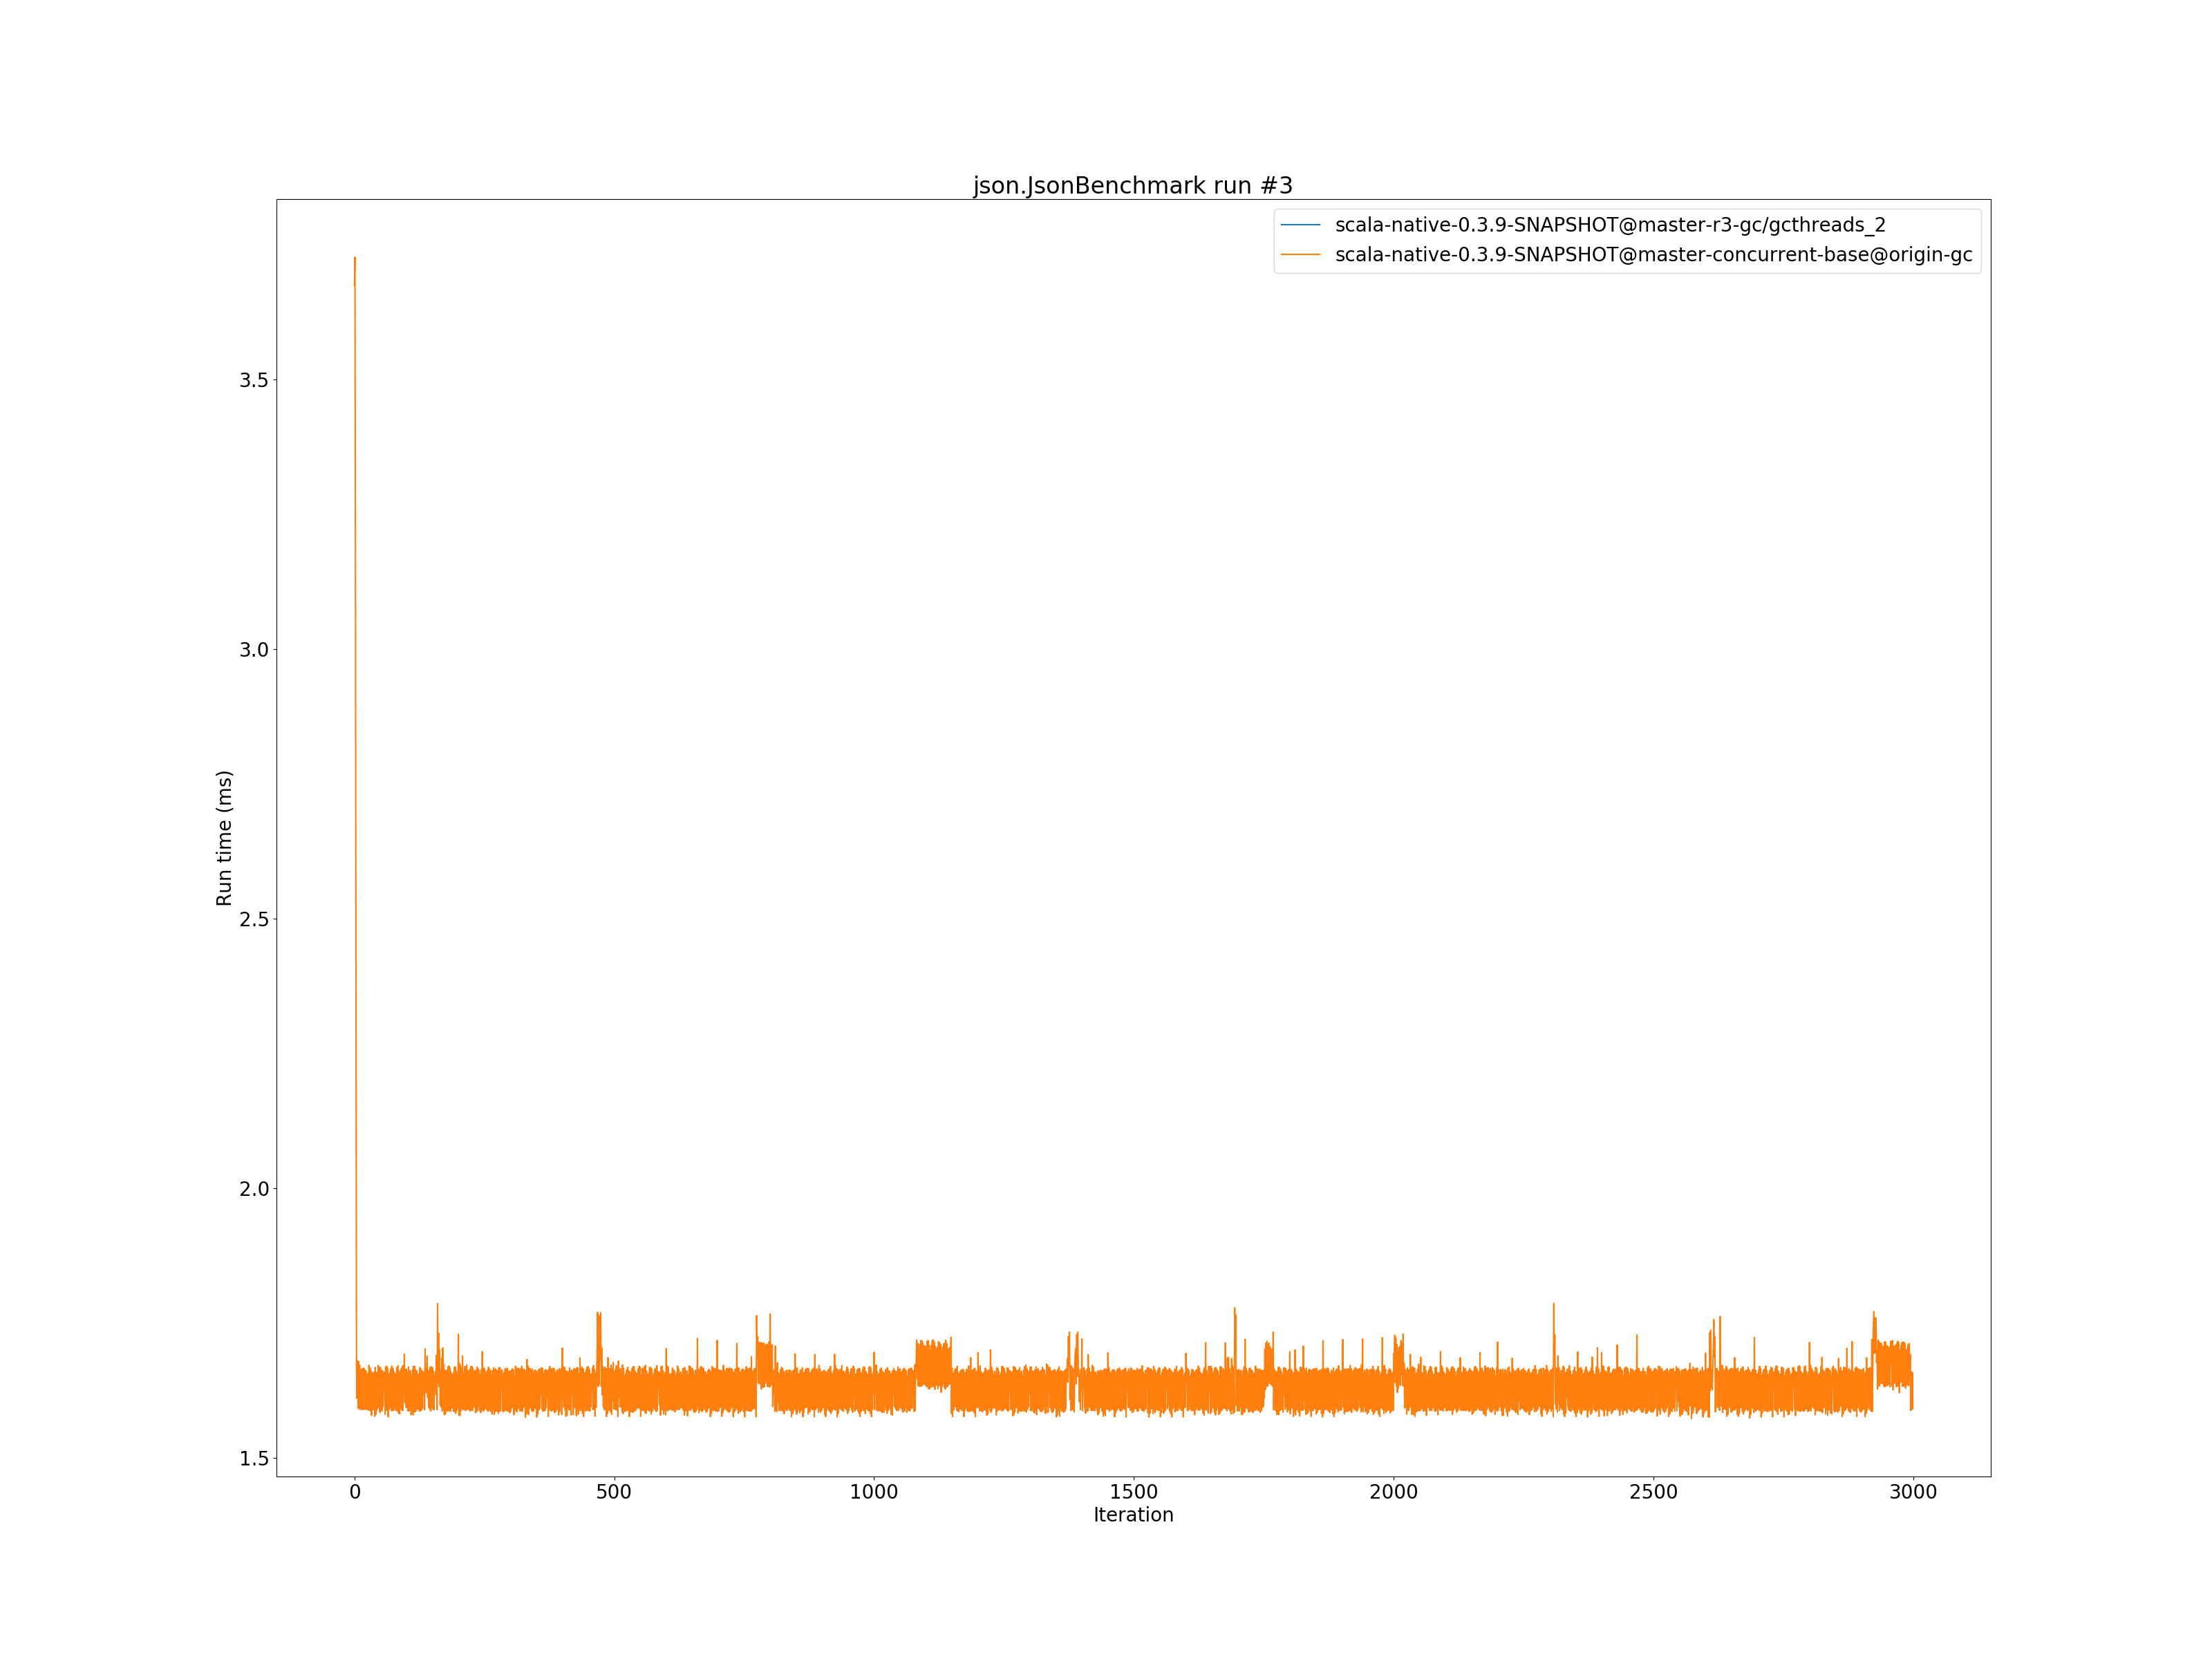 json.JsonBenchmark run #3
scala-native-0.3.9-SNAPSHOT@master-r3-gc/gcthreads_2
scala-native-0.3.9-SNAPSHOT@master-concurrent-base@origin-gc
3.5
3.0
2.5
2.0
1.5
Run time (ms)
0 500 1000 1500 2000 2500 3000
Iteration